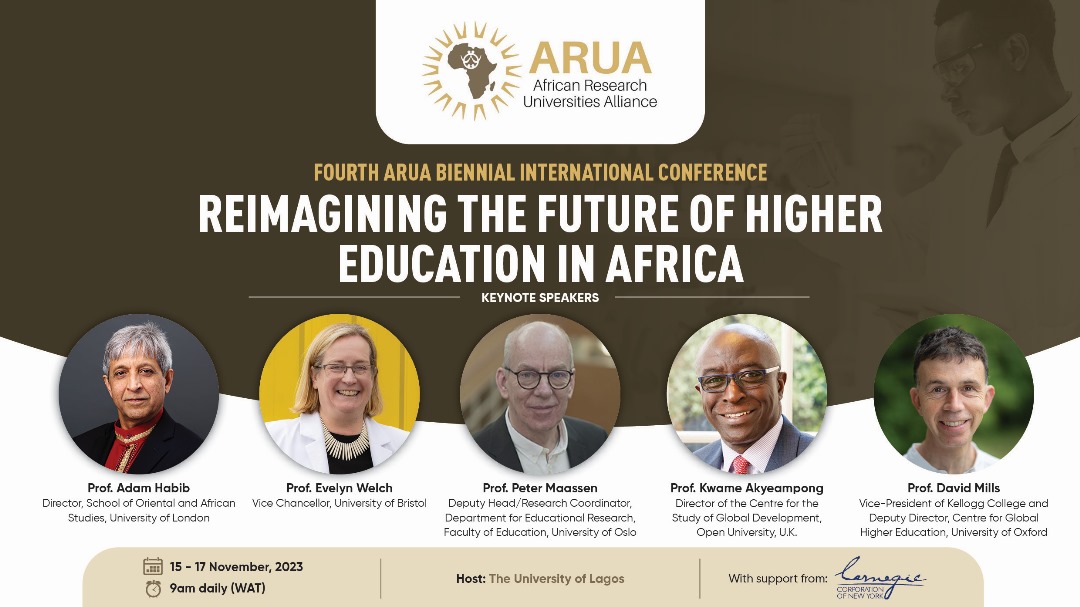 ARUA
African Research
Universities Alliance
FOURTH ARUA BIENNIAL INTERNATIONAL CONFERENCE
REIMAGINING THE FUTURE OF HIGHER
EDUCATION IN AFRICA
KEYNOTE SPEAKERS
Prof. Adam Habib
Director, School of Oriental and African
Studies, University of London
Prof. Evelyn Welch
Vice Chancellor, University of Bristol
Prof. Peter Maassen
Deputy Head/Research Coordinator,
Department for Educational Research,
Faculty of Education, University of Oslo
Prof. Kwame Akyeampong
Director of the Centre for the
Study of Global Development,
Open University, U.K.
Prof. David Mills
Vice-President of Kellogg College and
Deputy Director, Centre for Global
Higher Education, University of Oxford
15 - 17 November, 2023
9am daily (WAT)
Host: The University of Lagos
With support from:
Carnegie
CORPORATION
OF NEW YORK